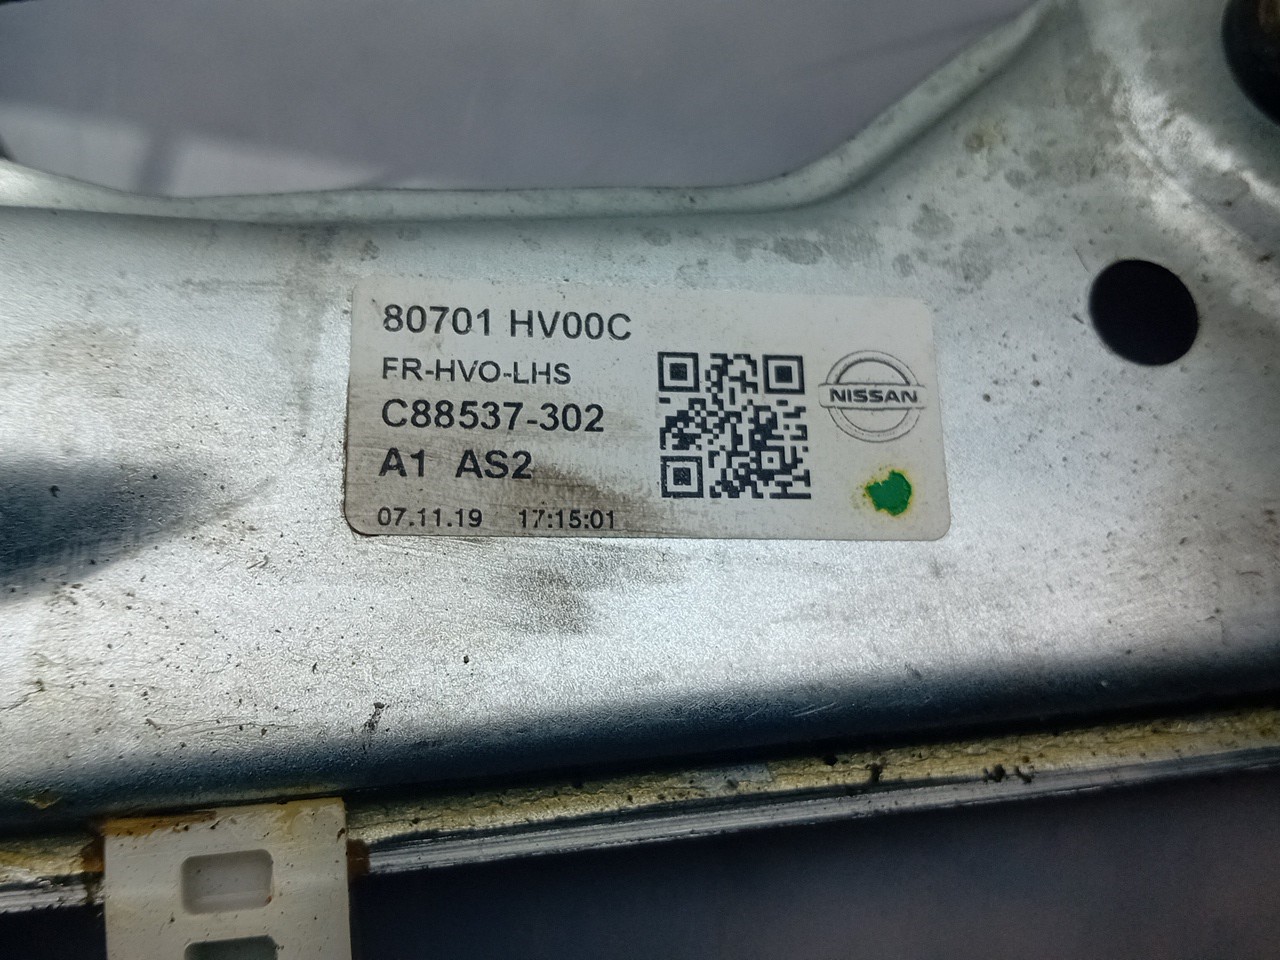 80701 HV00C
FR-HVO-LHS
C88537-302
A1 AS2
07.11.19 17:15:01
NISSAN